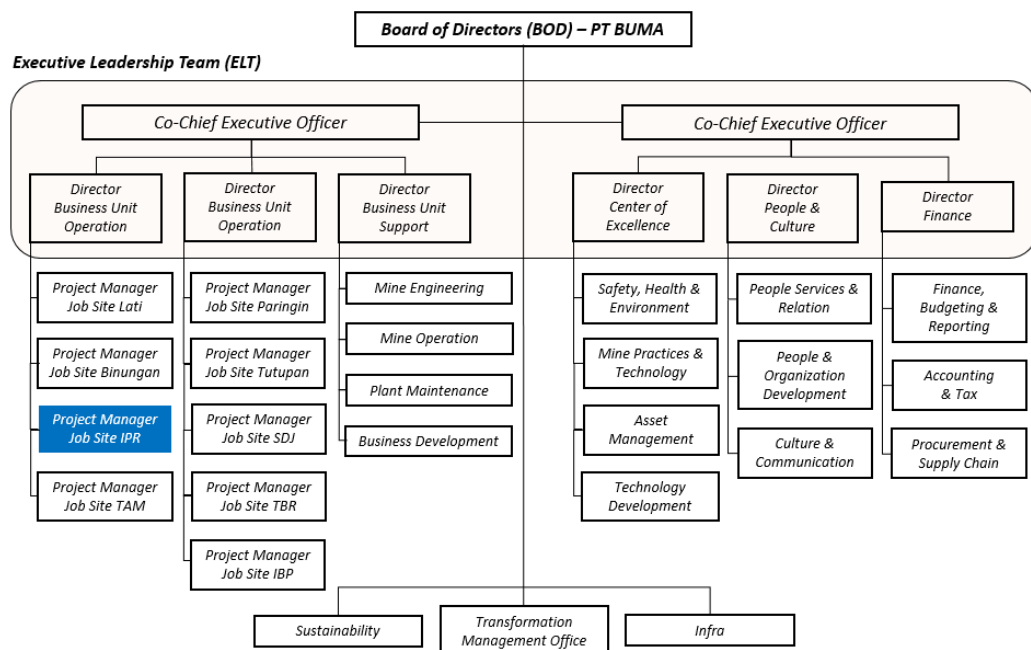 Board of Directors (BOD) – PT BUMA
Executive Leadership Team (ELT)
Co-Chief Executive Officer
Co-Chief Executive Officer
Director
Business Unit
Operation
Director
Business Unit
Operation
Director
Business Unit
Support
Director
Center of
Excellence
Director
People &
Culture
Director
Finance
Project Manager
Job Site Lati
Project Manager
Job Site Binungan
Project Manager
Job Site IPR
Project Manager
Job Site TAM
Project Manager
Job Site Paringin
Project Manager
Job Site Tutupan
Project Manager
Job Site SDJ
Project Manager
Job Site TBR
Project Manager
Job Site IBP
Mine Engineering
Mine Operation
Plant Maintenance
Business Development
Safety, Health &
Environment
Mine Practices &
Technology
Asset
Management
Technology
Development
People Services &
Relation
People &
Organization
Development
Culture &
Communication
Finance,
Budgeting &
Reporting
Accounting
& Tax
Procurement &
Supply Chain
Sustainability
Transformation
Management Office
Infra